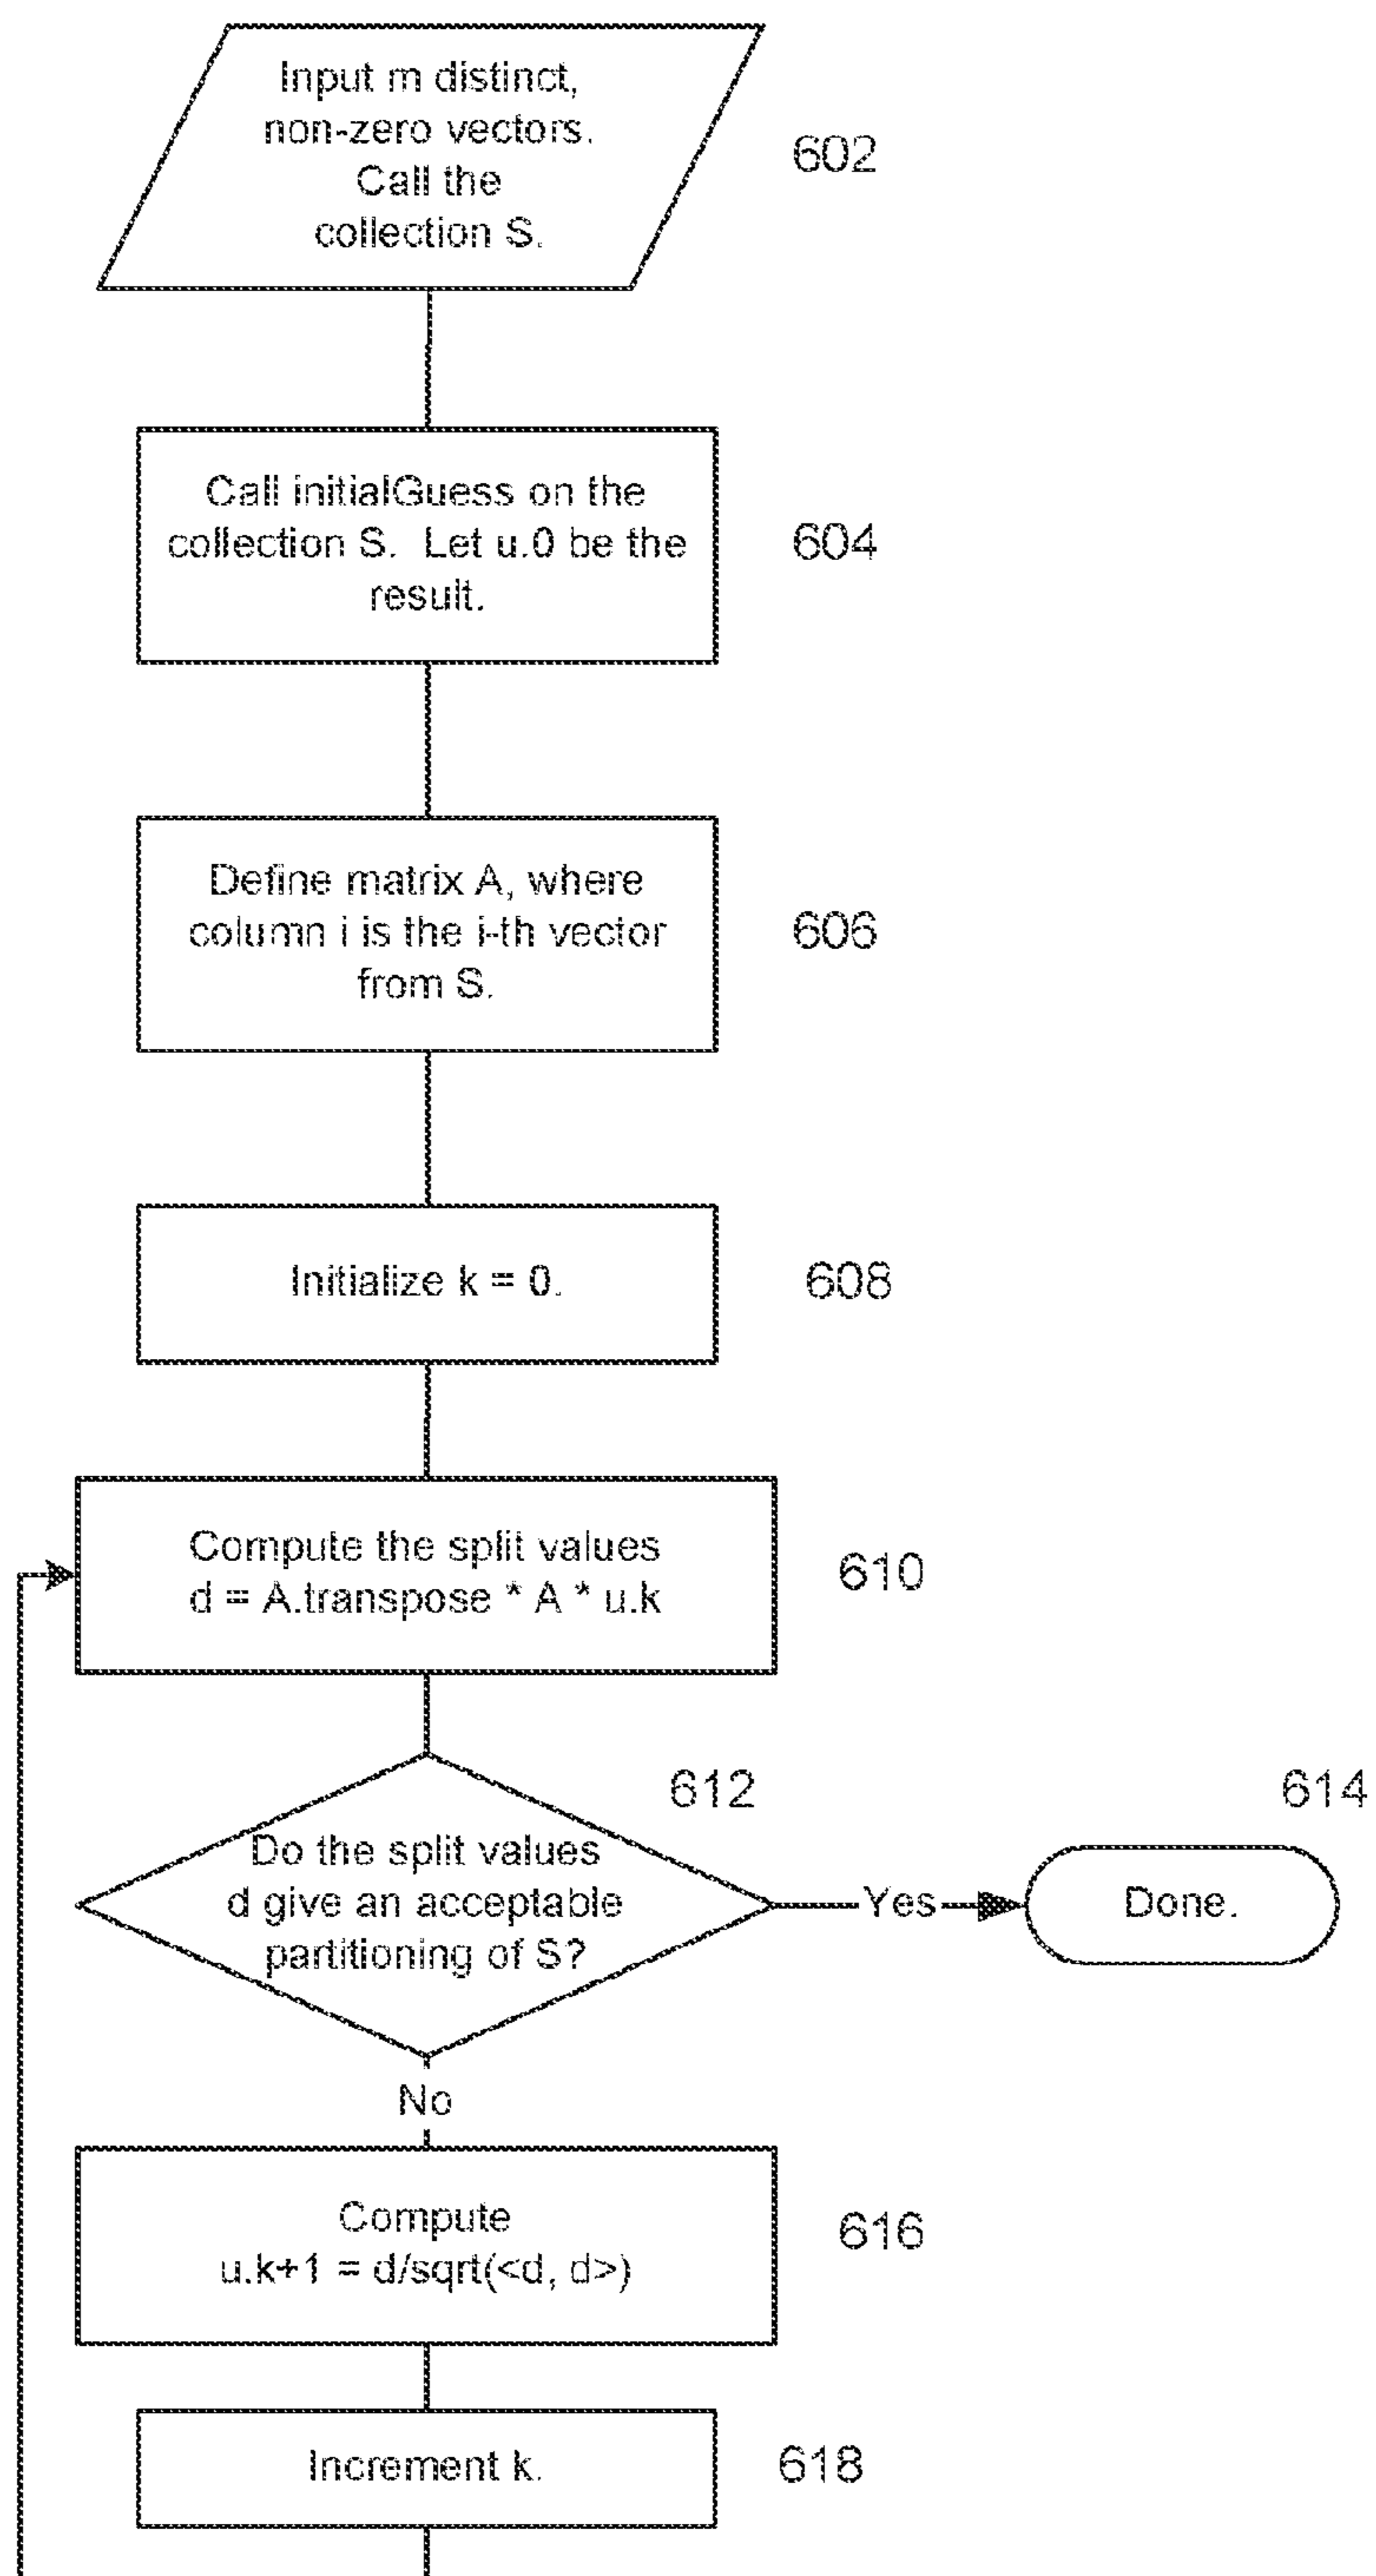 Input m distinct,
non-zero vectors.
Call the
collection S.
602
Call initialGuess on the
collection S. Let u.0 be the
result.
604
Define matrix A, where
column i is the i-th vector
from S.
606
Initialize k = 0.
608
Compute the split values
d = A.transpose * A * u.k
610
612
614
Do the split values
d give an acceptable
partitioning of S?
Yes
Done.
No
Compute
u.k+1 = d/sqrt(<d, d>)
616
Increment k.
618